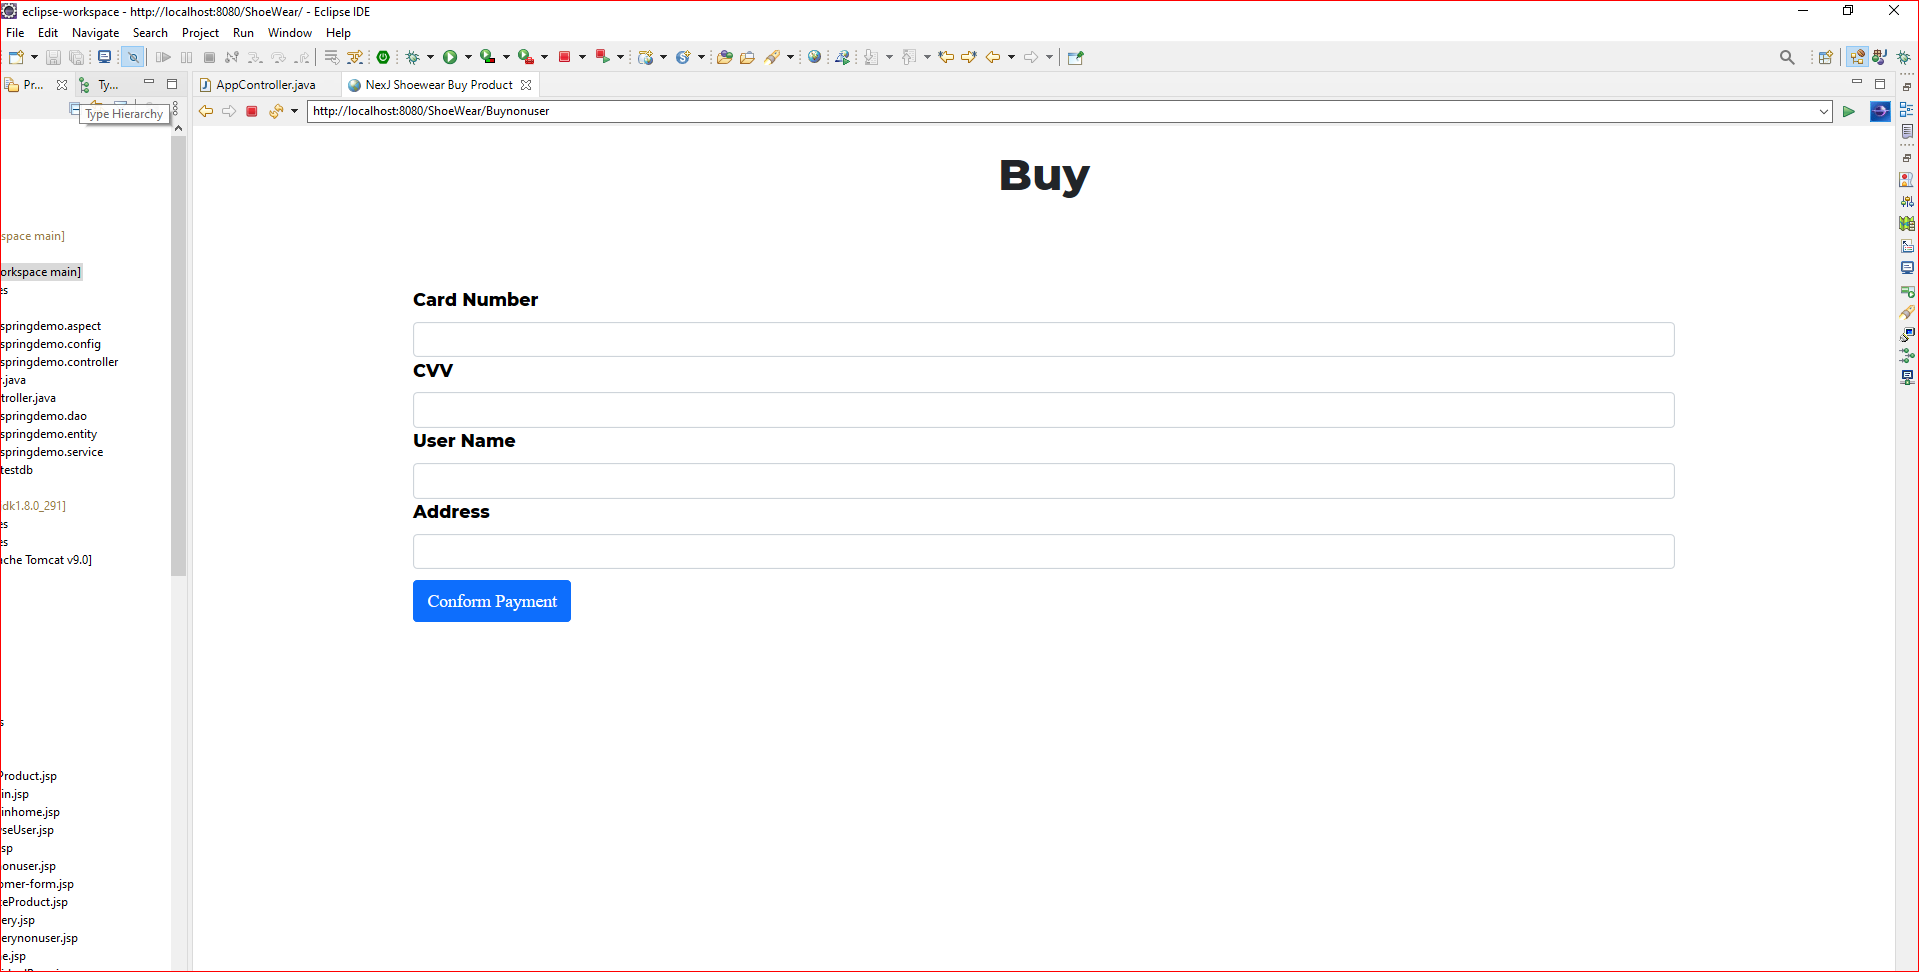 eclipse-workspace - http://localhost:8080/ShoeWear/ - Eclipse IDE
File Edit Navigate Search Project Run Window Help
Pr... Ty... AppController.java NexJ Shoewear Buy Product
http://localhost:8080/ShoeWear/Buynonuser
Type Hierarchy
space main]
orkspace main]
es
springdemo.aspect
springdemo.config
springdemo.controller
.java
troller.java
springdemo.dao
springdemo.entity
springdemo.service
testdb
dk1.8.0_291]
es
es
ache Tomcat v9.0]
s
Product.jsp
in.jsp
inhome.jsp
seUser.jsp
sp
onuser.jsp
omer-form.jsp
eProduct.jsp
ery.jsp
erynonuser.jsp
e.jsp
Buy
Card Number
CVV
User Name
Address
Conform Payment